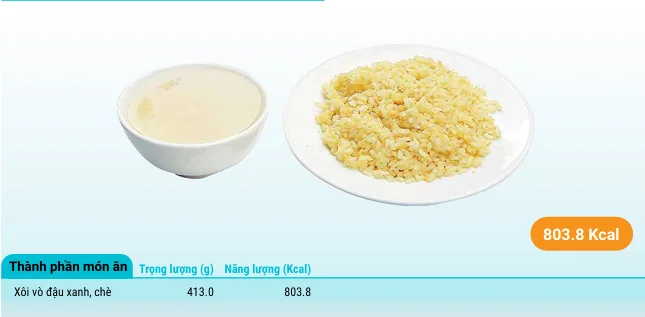 803.8 Kcal
Thành phần món ăn Trọng lượng (g) Năng lượng (Kcal)
Xôi vò đậu xanh, chè 413.0 803.8